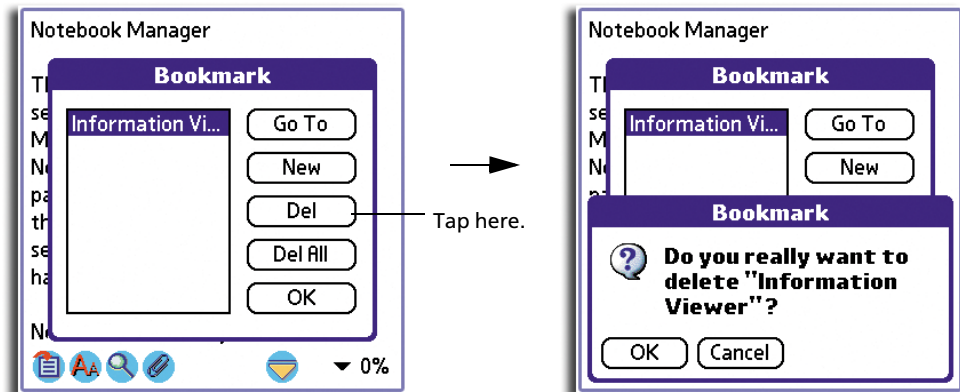 Notebook Manager
Bookmark
Information Vi...
Go To
New
Del
Del All
OK
0%
Tap here.
Notebook Manager
Bookmark
Information Vi...
Go To
New
Bookmark
Do you really want to
delete "Information
Viewer"?
OK
Cancel